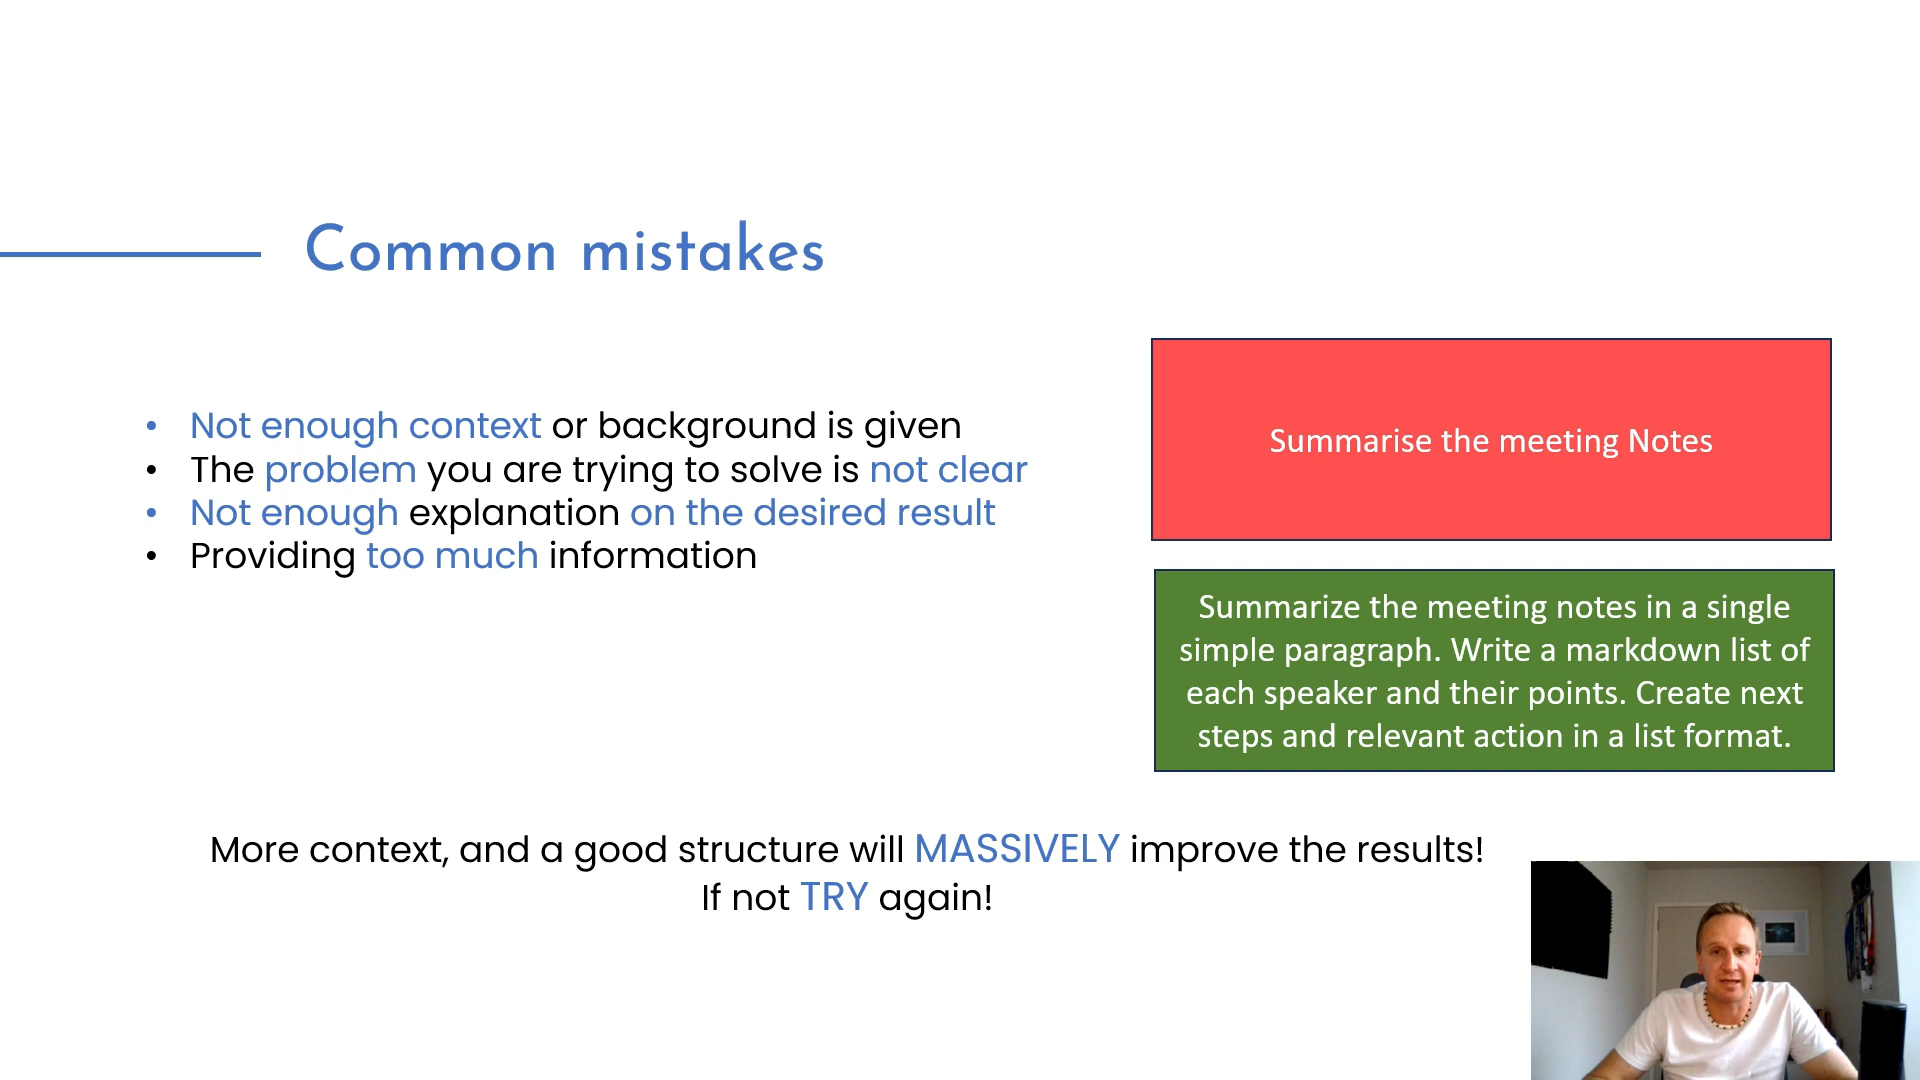 Common mistakes
• Not enough context or background is given
• The problem you are trying to solve is not clear
• Not enough explanation on the desired result
• Providing too much information
Summarise the meeting Notes
Summarize the meeting notes in a single
simple paragraph. Write a markdown list of
each speaker and their points. Create next
steps and relevant action in a list format.
More context, and a good structure will MASSIVELY improve the results!
If not TRY again!